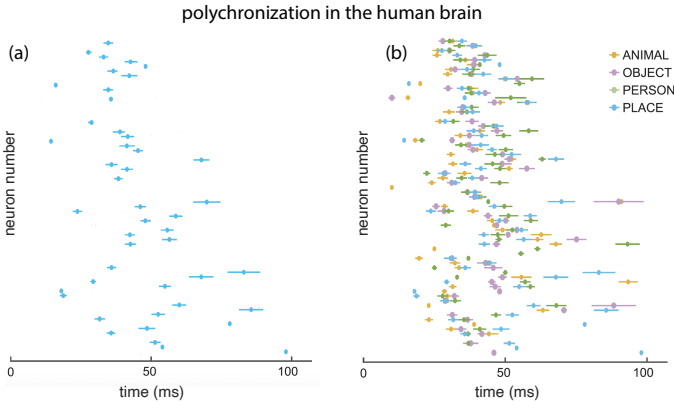 polychronization in the human brain
(a)
neuron number
0
50
100
time (ms)
(b)
ANIMAL
OBJECT
PERSON
PLACE
neuron number
0
50
100
time (ms)